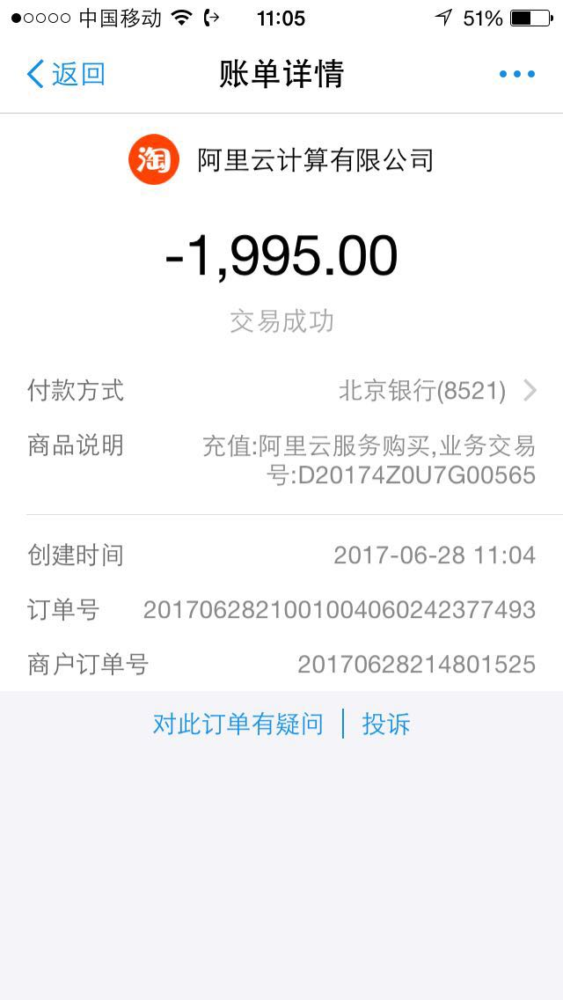 中国移动 11:05 51%
返回 账单详情
淘 阿里云计算有限公司
-1,995.00
交易成功
付款方式 北京银行(8521)
商品说明 充值:阿里云服务购买,业务交易
号:D20174Z0U7G00565
创建时间 2017-06-28 11:04
订单号 2017062821001004060242377493
商户订单号 20170628214801525
对此订单有疑问 | 投诉